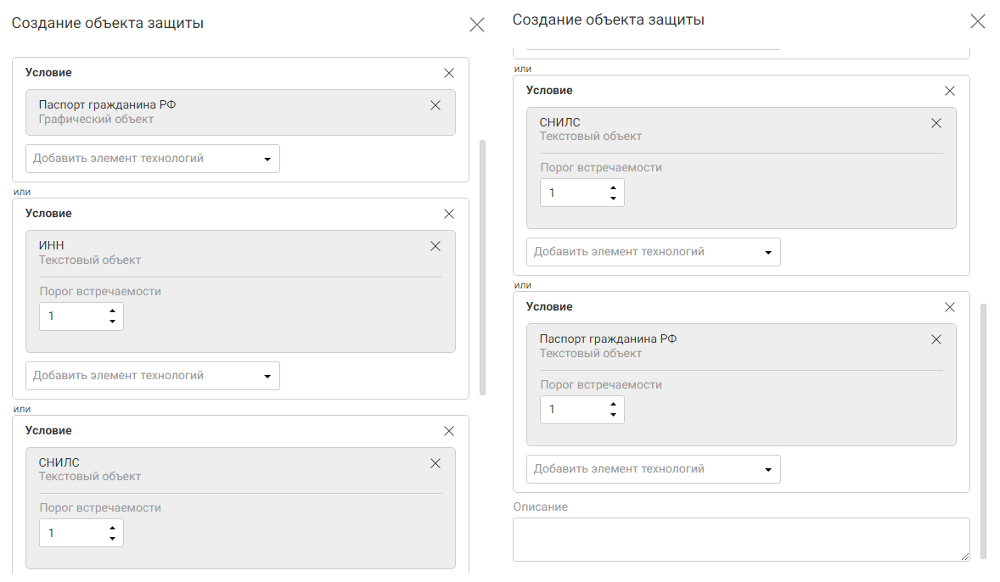 Создание объекта защиты
Условие
Паспорт гражданина РФ
Графический объект
Добавить элемент технологий
или
Условие
ИНН
Текстовый объект
Порог встречаемости
1
Добавить элемент технологий
или
Условие
СНИЛС
Текстовый объект
Порог встречаемости
1
Создание объекта защиты
или
Условие
СНИЛС
Текстовый объект
Порог встречаемости
1
Добавить элемент технологий
или
Условие
Паспорт гражданина РФ
Текстовый объект
Порог встречаемости
1
Добавить элемент технологий
Описание